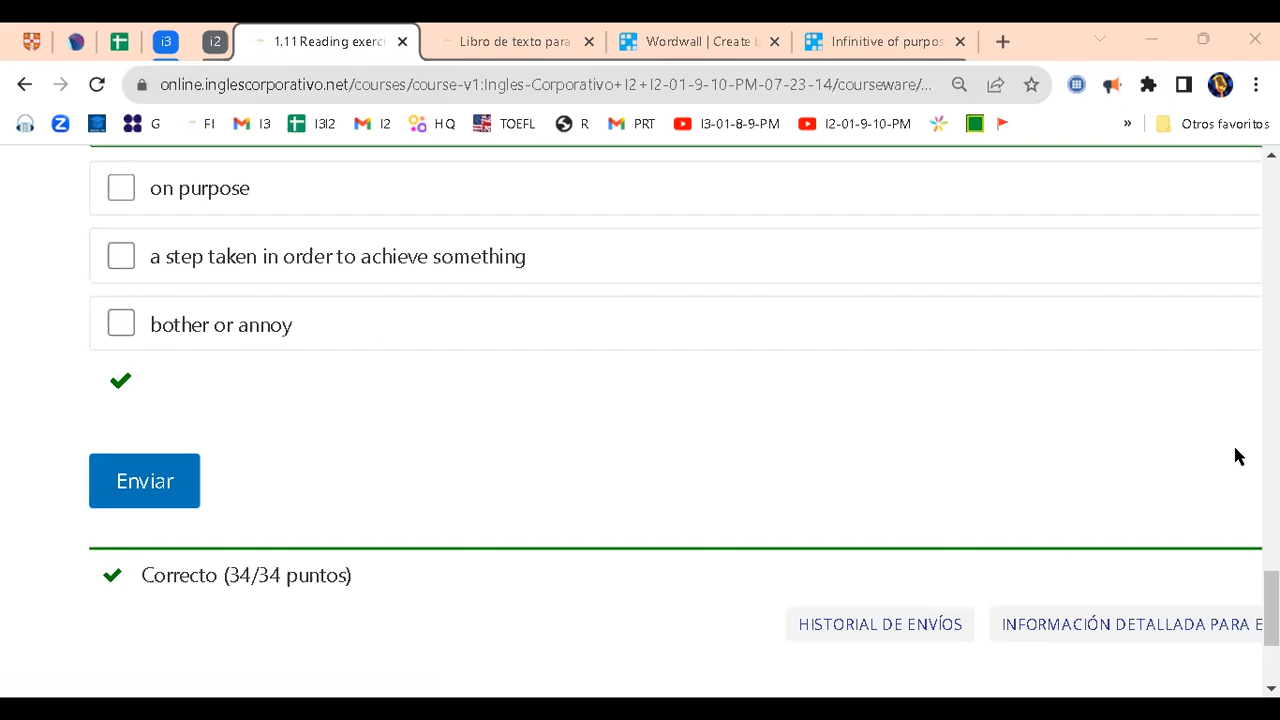 i3
i2
1.11 Reading exerci
Libro de texto para
Wordwall | Create b
Infinitive of purpos
online.inglescorporativo.net/courses/course-v1:Ingles-Corporativo+I2+I2-01-9-10-PM-07-23-14/courseware/...
G
FI
I3
I3I2
I2
HQ
TOEFL
R
PRT
I3-01-8-9-PM
I2-01-9-10-PM
»
Otros favoritos
on purpose
a step taken in order to achieve something
bother or annoy
Enviar
Correcto (34/34 puntos)
HISTORIAL DE ENVÍOS
INFORMACIÓN DETALLADA PARA E